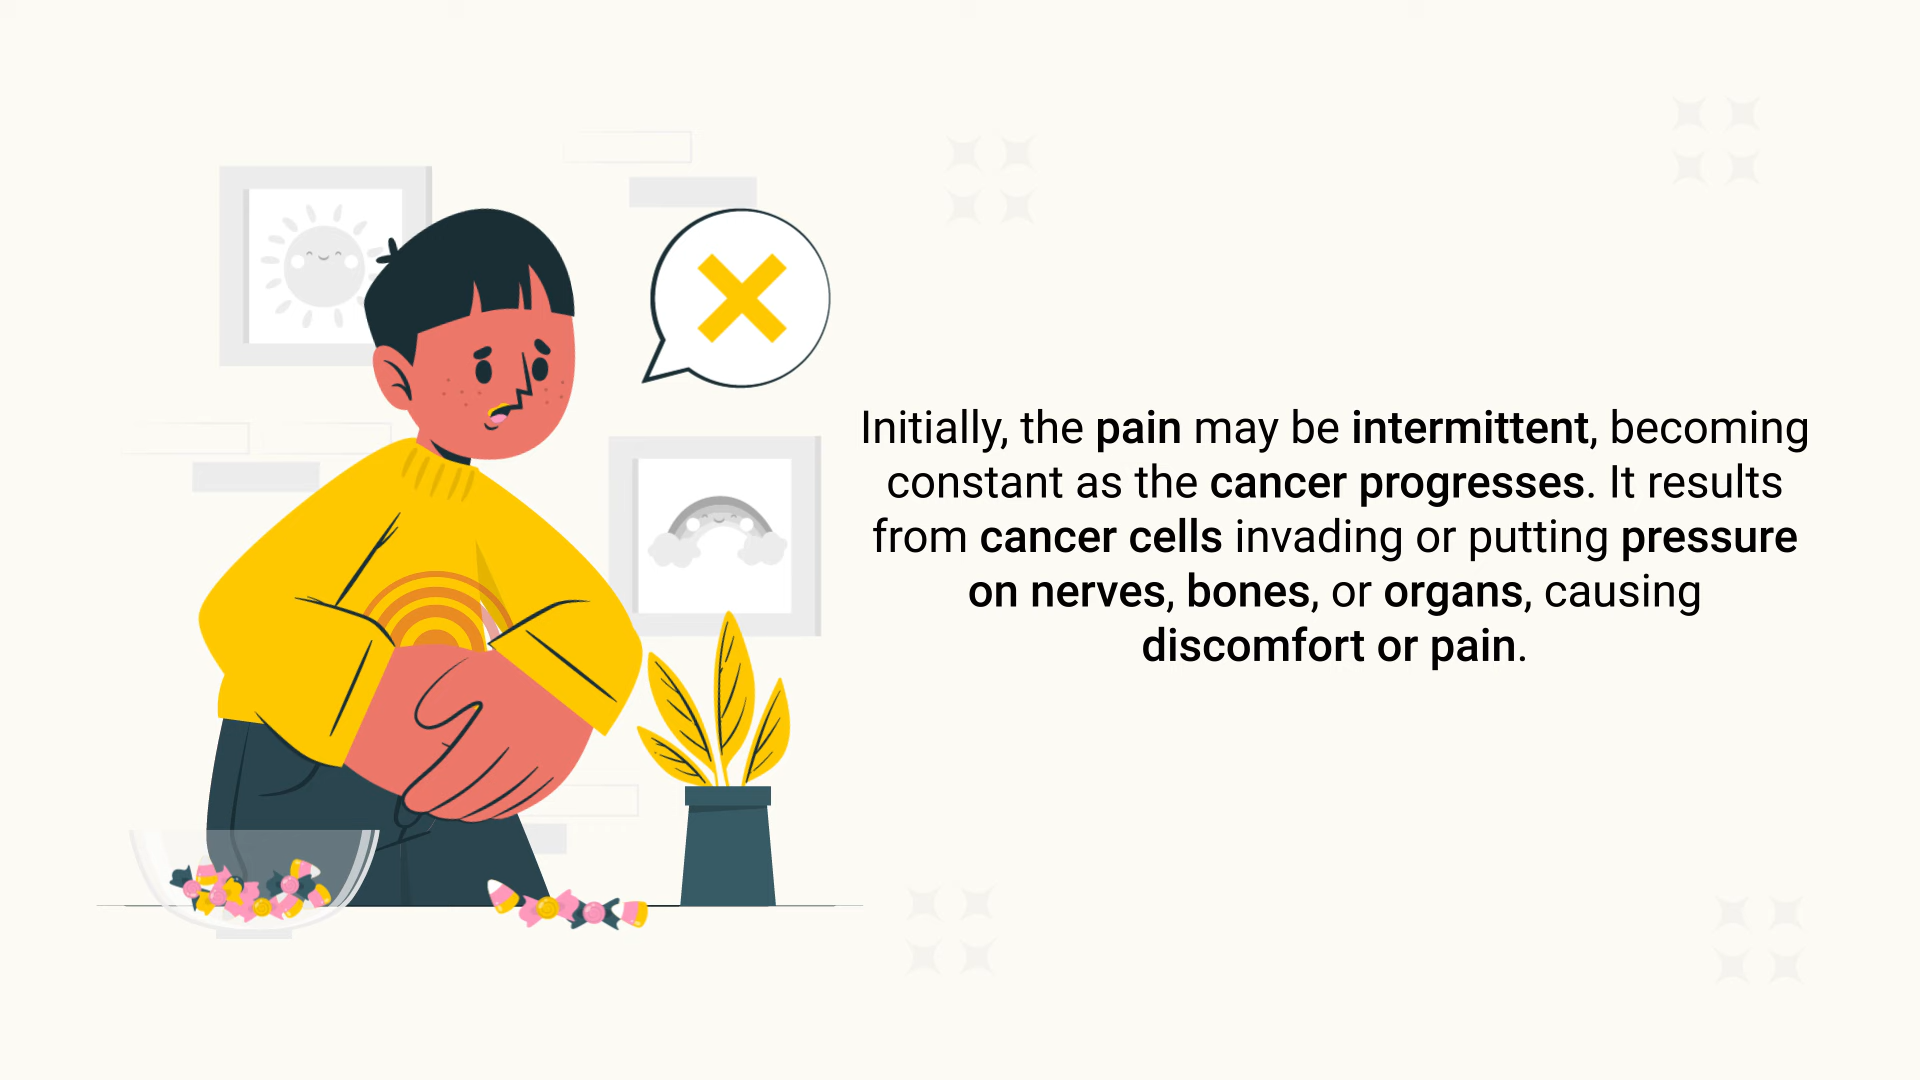 Initially, the pain may be intermittent, becoming
constant as the cancer progresses. It results
from cancer cells invading or putting pressure
on nerves, bones, or organs, causing
discomfort or pain.